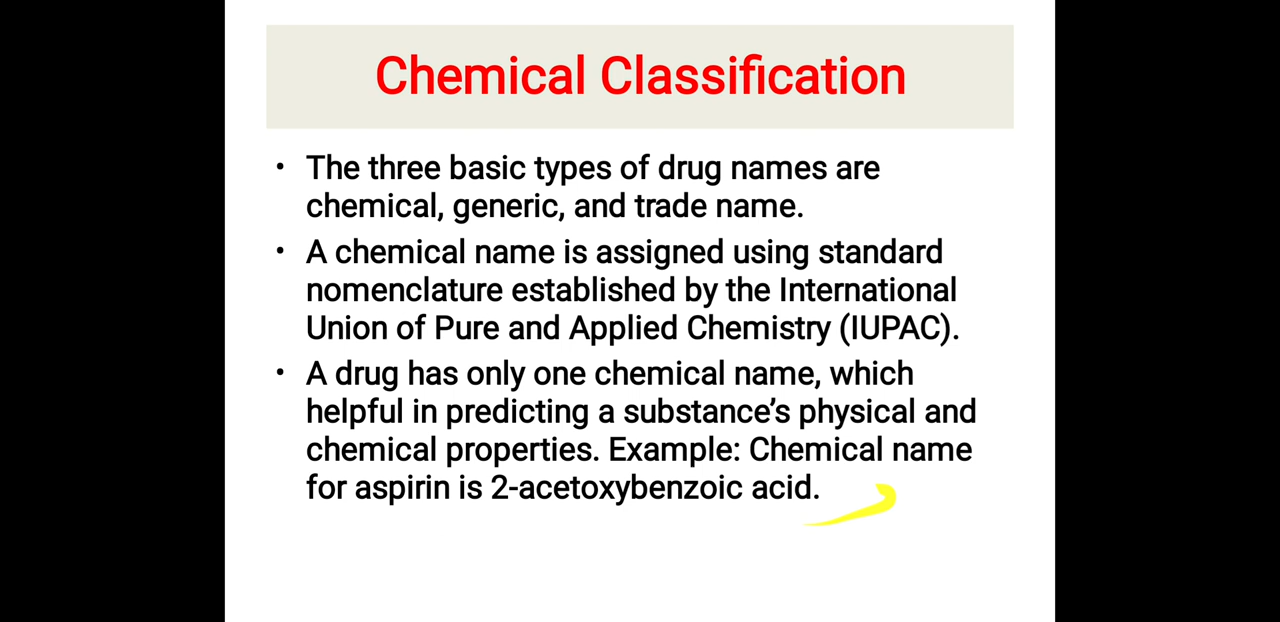 Chemical Classification
• The three basic types of drug names are
chemical, generic, and trade name.
• A chemical name is assigned using standard
nomenclature established by the International
Union of Pure and Applied Chemistry (IUPAC).
• A drug has only one chemical name, which
helpful in predicting a substance’s physical and
chemical properties. Example: Chemical name
for aspirin is 2-acetoxybenzoic acid.